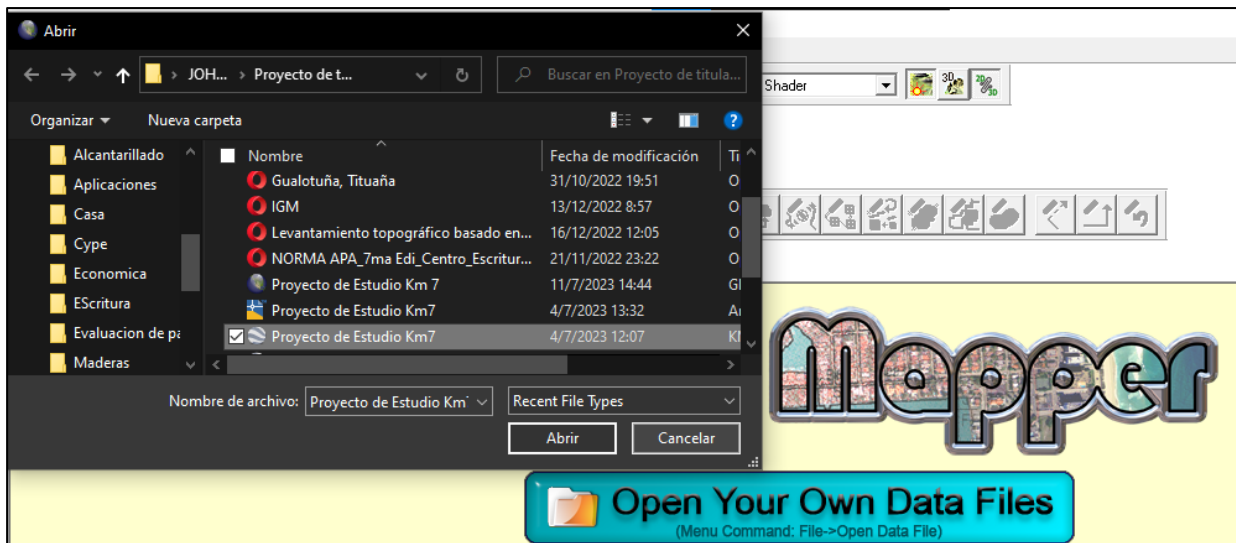 Abrir
JOH... > Proyecto de t...
Buscar en Proyecto de titula...
Organizar
Nueva carpeta
Alcantarillado
Aplicaciones
Casa
Cype
Economica
EScritura
Evaluacion de
Maderas
Nombre
Fecha de modificación
Gualotuña, Tituaña
31/10/2022 19:51
IGM
13/12/2022 8:57
Levantamiento topográfico basado en...
16/12/2022 12:05
NORMA APA_7ma Edi_Centro_Escritur...
21/11/2022 23:22
Proyecto de Estudio Km 7
11/7/2023 14:44
Proyecto de Estudio Km7
4/7/2023 13:32
Proyecto de Estudio Km7
4/7/2023 12:07
Nombre de archivo:
Proyecto de Estudio Km
Recent File Types
Abrir
Cancelar
Shader
3D
2D/3D
Mapper
Open Your Own Data Files
(Menu Command: File->Open Data File)